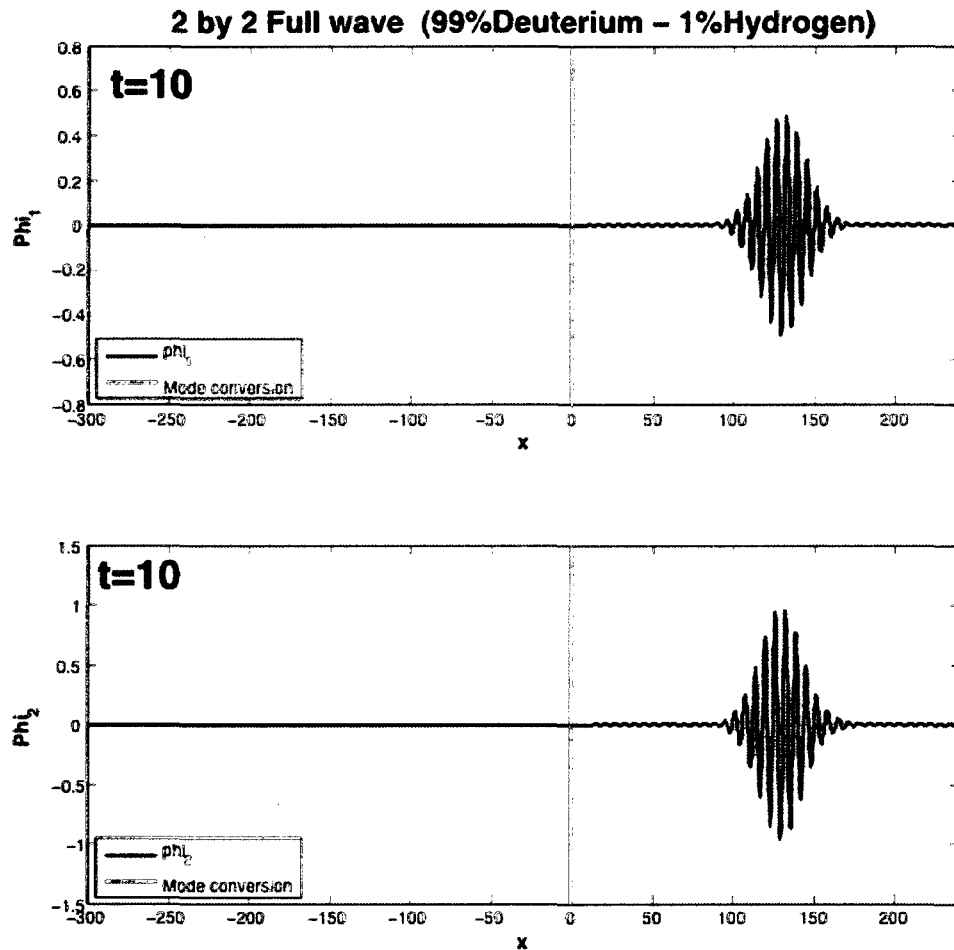 2 by 2 Full wave (99%Deuterium – 1%Hydrogen)
0.8
t=10
0.6
0.4
0.2
0
−0.2
−0.4
−0.6
−0.8
Phi₁
phi₁
Mode conversion
−300 −250 −200 −150 −100 −50 0 50 100 150 200
x
1.5
t=10
1
0.5
0
−0.5
−1
−1.5
Phi₂
phi₂
Mode conversion
−300 −250 −200 −150 −100 −50 0 50 100 150 200
x